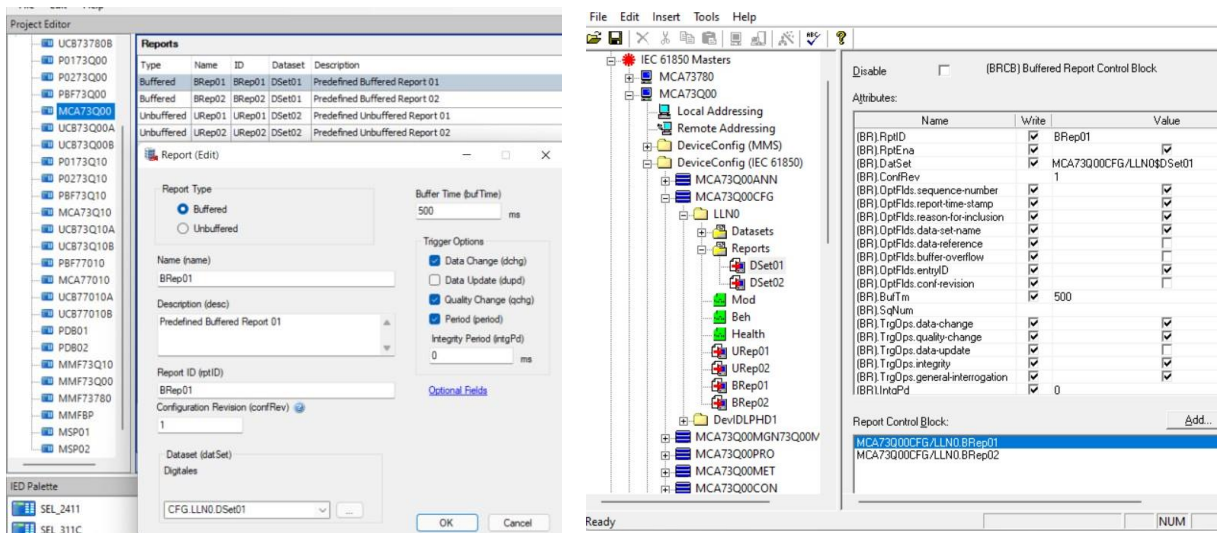 Project Editor
UCB73780B
P0173Q00
P0273Q00
PBF73Q00
MCA73Q00
UCB73Q00A
UCB73Q00B
P0173Q10
P0273Q10
PBF73Q10
MCA73Q10
UCB73Q10A
UCB73Q10B
PBF77010
MCA77010
UCB77010A
UCB77010B
PDB01
PDB02
MMF73Q10
MMF73Q00
MMF73780
MMFBP
MSP01
MSP02
IED Palette
SEL_2411
SEL_311C
Reports
Type Name ID Dataset Description
Buffered BRep01 BRep01 DSet01 Predefined Buffered Report 01
Buffered BRep02 BRep02 DSet01 Predefined Buffered Report 02
Unbuffered URep01 URep01 DSet02 Predefined Unbuffered Report 01
Unbuffered URep02 URep02 DSet02 Predefined Unbuffered Report 02
Report (Edit)
Report Type
Buffered
Unbuffered
Name (name)
BRep01
Description (desc)
Predefined Buffered Report 01
Report ID (rptID)
BRep01
Configuration Revision (confRev)
1
Dataset (datSet)
Digitales
CFG.LLN0.DSet01
...
Buffer Time (bufTime)
500 ms
Trigger Options
Data Change (dchg)
Data Update (dupd)
Quality Change (qchg)
Period (period)
Integrity Period (intgPd)
0 ms
Optional Fields
OK Cancel
File Edit Insert Tools Help
IEC 61850 Masters
MCA73780
MCA73Q00
Local Addressing
Remote Addressing
DeviceConfig (MMS)
DeviceConfig (IEC 61850)
MCA73Q00ANN
MCA73Q00CFG
LLN0
Datasets
Reports
DSet01
DSet02
Mod
Beh
Health
URep01
URep02
BRep01
BRep02
DevIDLPHD1
MCA73Q00MGN73Q00M
MCA73Q00PRO
MCA73Q00MET
MCA73Q00CON
Disable (BRCB) Buffered Report Control Block
Attributes:
Name Write Value
(BR).RptID BRep01
(BR).RptEna
(BR).DatSet MCA73Q00CFG/LLN0$DSet01
(BR).ConfRev 1
(BR).OptFlds.sequence-number
(BR).OptFlds.report-time-stamp
(BR).OptFlds.reason-for-inclusion
(BR).OptFlds.data-set-name
(BR).OptFlds.data-reference
(BR).OptFlds.buffer-overflow
(BR).OptFlds.entryID
(BR).OptFlds.conf-revision
(BR).BufTm 500
(BR).SqNum
(BR).TrgOps.data-change
(BR).TrgOps.quality-change
(BR).TrgOps.data-update
(BR).TrgOps.integrity
(BR).TrgOps.general-interrogation
(BR).IntgPd 0
Report Control Block: Add...
MCA73Q00CFG/LLN0.BRep01
MCA73Q00CFG/LLN0.BRep02
Ready NUM